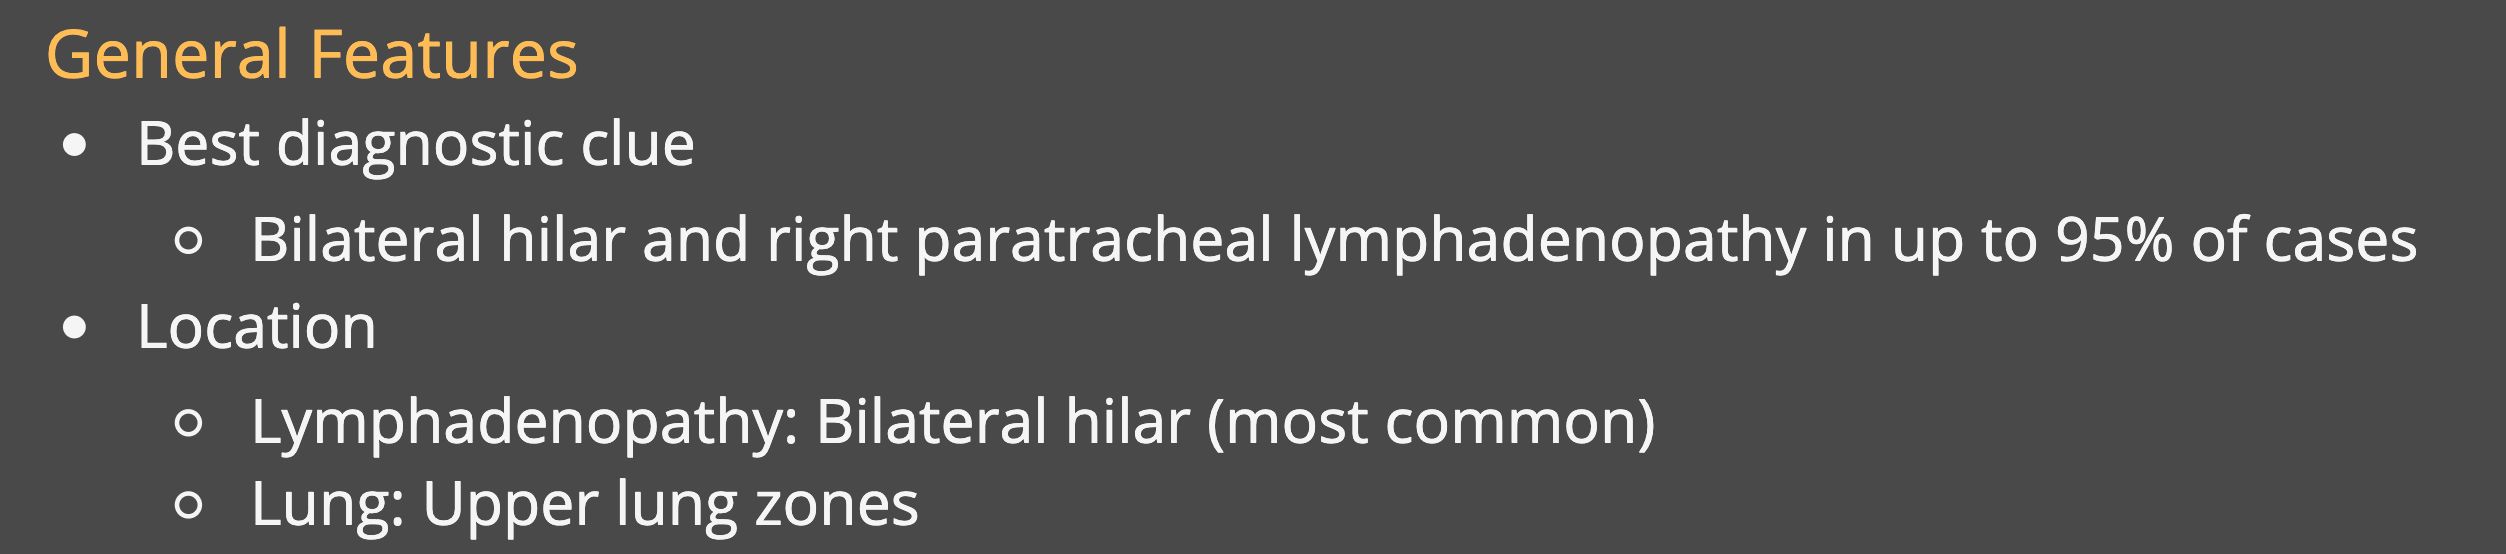 General Features
• Best diagnostic clue
○ Bilateral hilar and right paratracheal lymphadenopathy in up to 95% of cases
• Location
○ Lymphadenopathy: Bilateral hilar (most common)
○ Lung: Upper lung zones